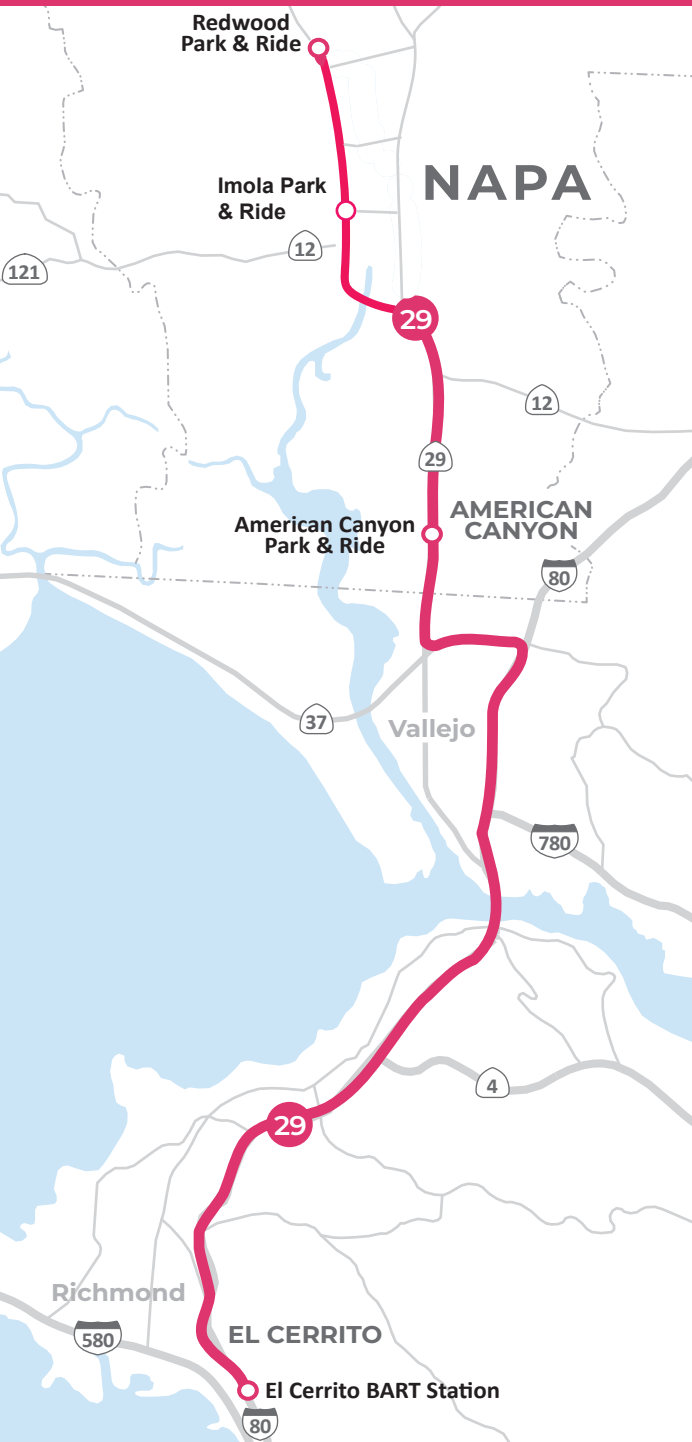 Redwood
Park & Ride
NAPA
Imola Park
& Ride
12
121
29
12
29
AMERICAN
CANYON
American Canyon
Park & Ride
80
37
Vallejo
780
4
29
Richmond
580
EL CERRITO
El Cerrito BART Station
80